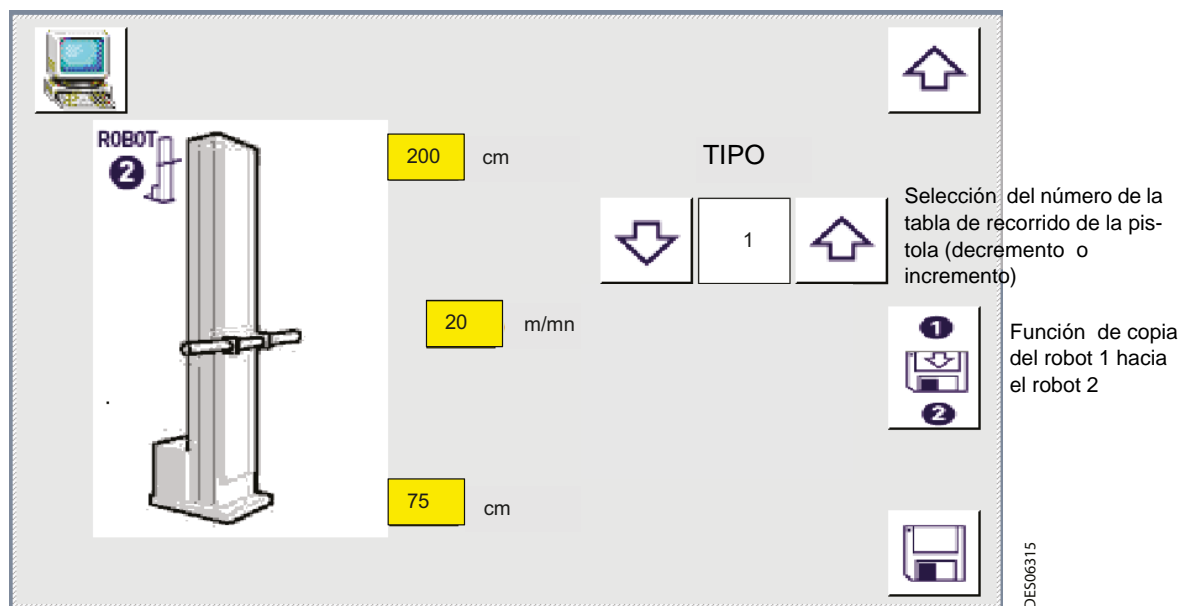 ROBOT
2
200 cm
TIPO
Selección del número de la
tabla de recorrido de la pis-
tola (decremento o
incremento)
1
20 m/mn
1
Función de copia
del robot 1 hacia
el robot 2
2
75 cm
DES06315